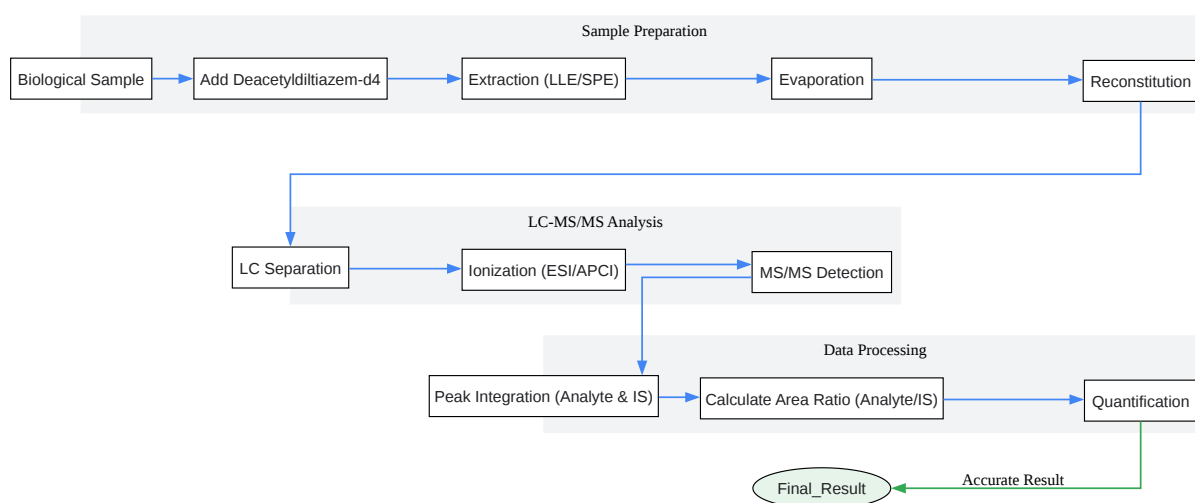 Sample Preparation
Biological Sample
Add Deacetyldiltiazem-d4
Extraction (LLE/SPE)
Evaporation
Reconstitution
LC-MS/MS Analysis
LC Separation
Ionization (ESI/APCI)
MS/MS Detection
Data Processing
Peak Integration (Analyte & IS)
Calculate Area Ratio (Analyte/IS)
Quantification
Accurate Result
Final_Result